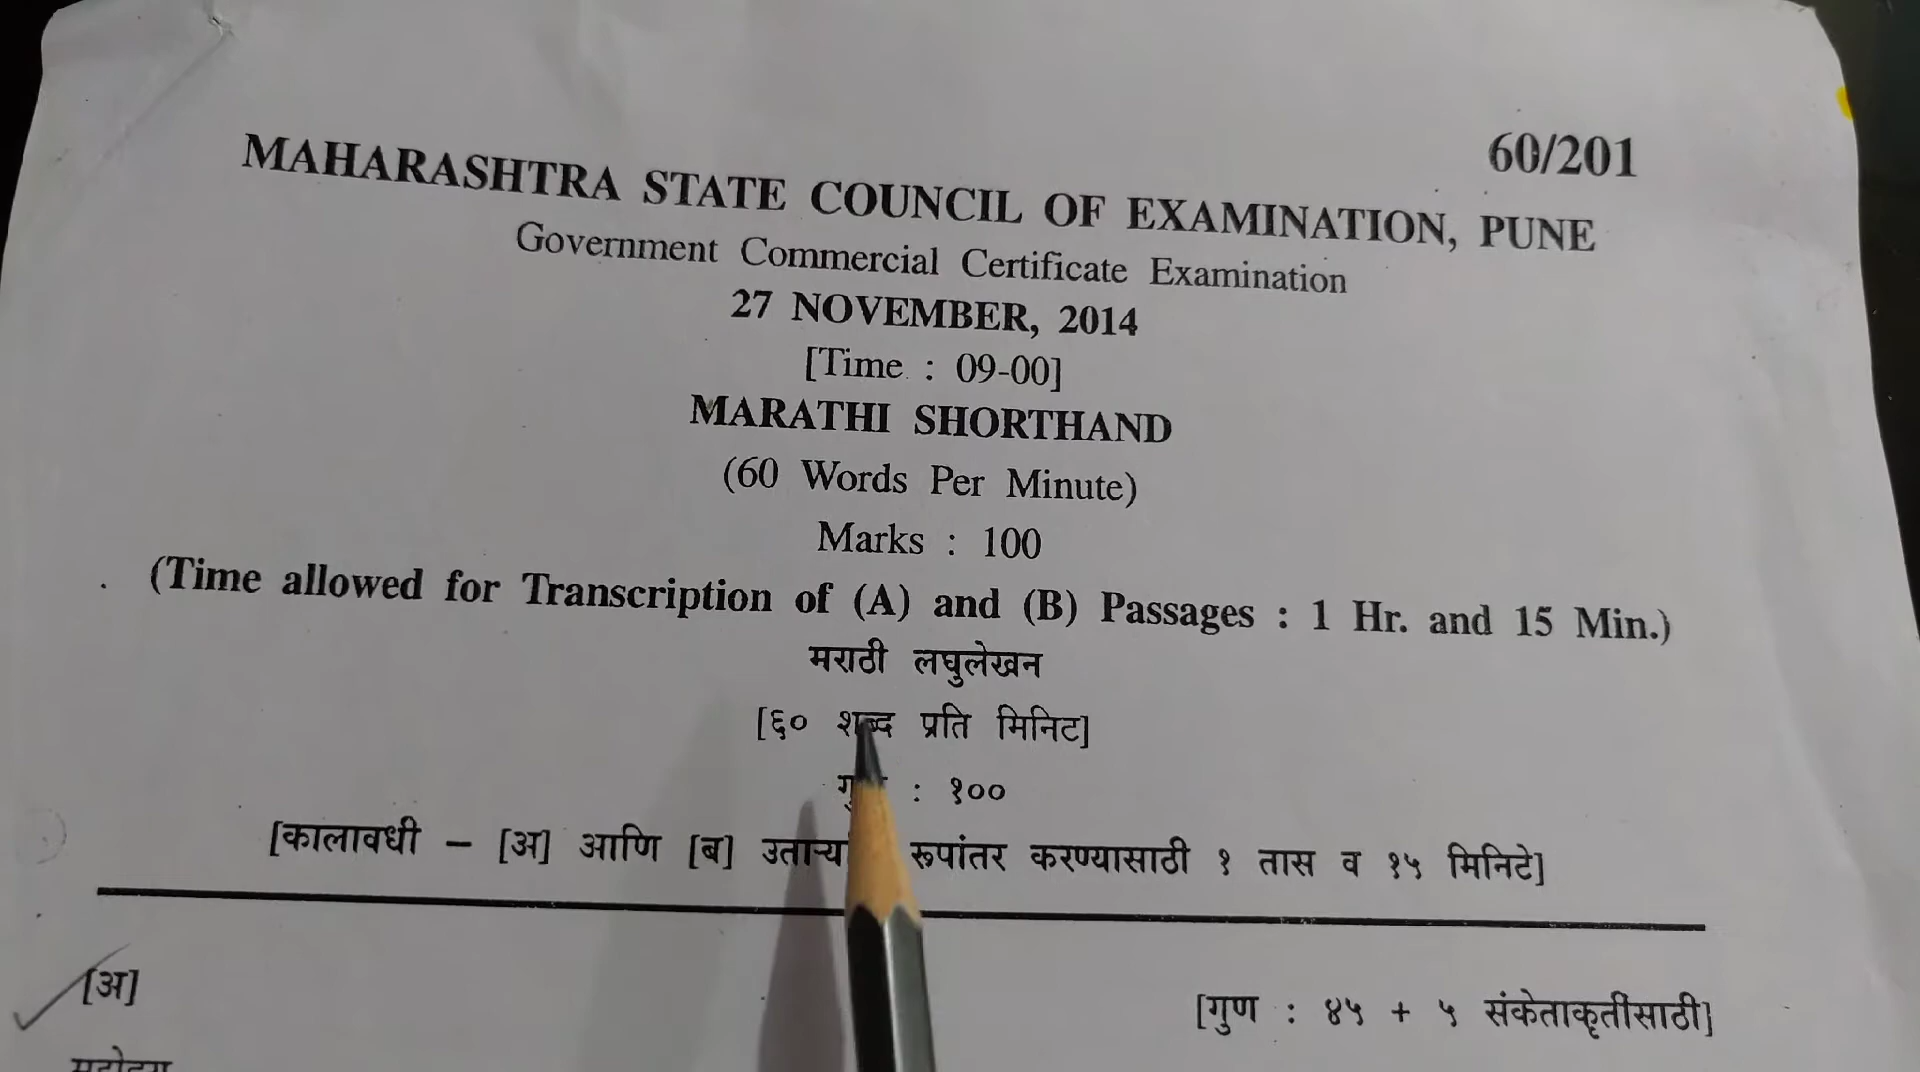 60/201
MAHARASHTRA STATE COUNCIL OF EXAMINATION, PUNE
Government Commercial Certificate Examination
27 NOVEMBER, 2014
[Time : 09-00]
MARATHI SHORTHAND
(60 Words Per Minute)
Marks : 100
(Time allowed for Transcription of (A) and (B) Passages : 1 Hr. and 15 Min.)
मराठी लघुलेखन
[६० शब्द प्रति मिनिट]
: १००
[कालावधी – [अ] आणि [ब] रूपांतर करण्यासाठी १ तास व १५ मिनिटे]
[अ]
[गुण : ४५ + ५ संकेताकृतींसाठी]